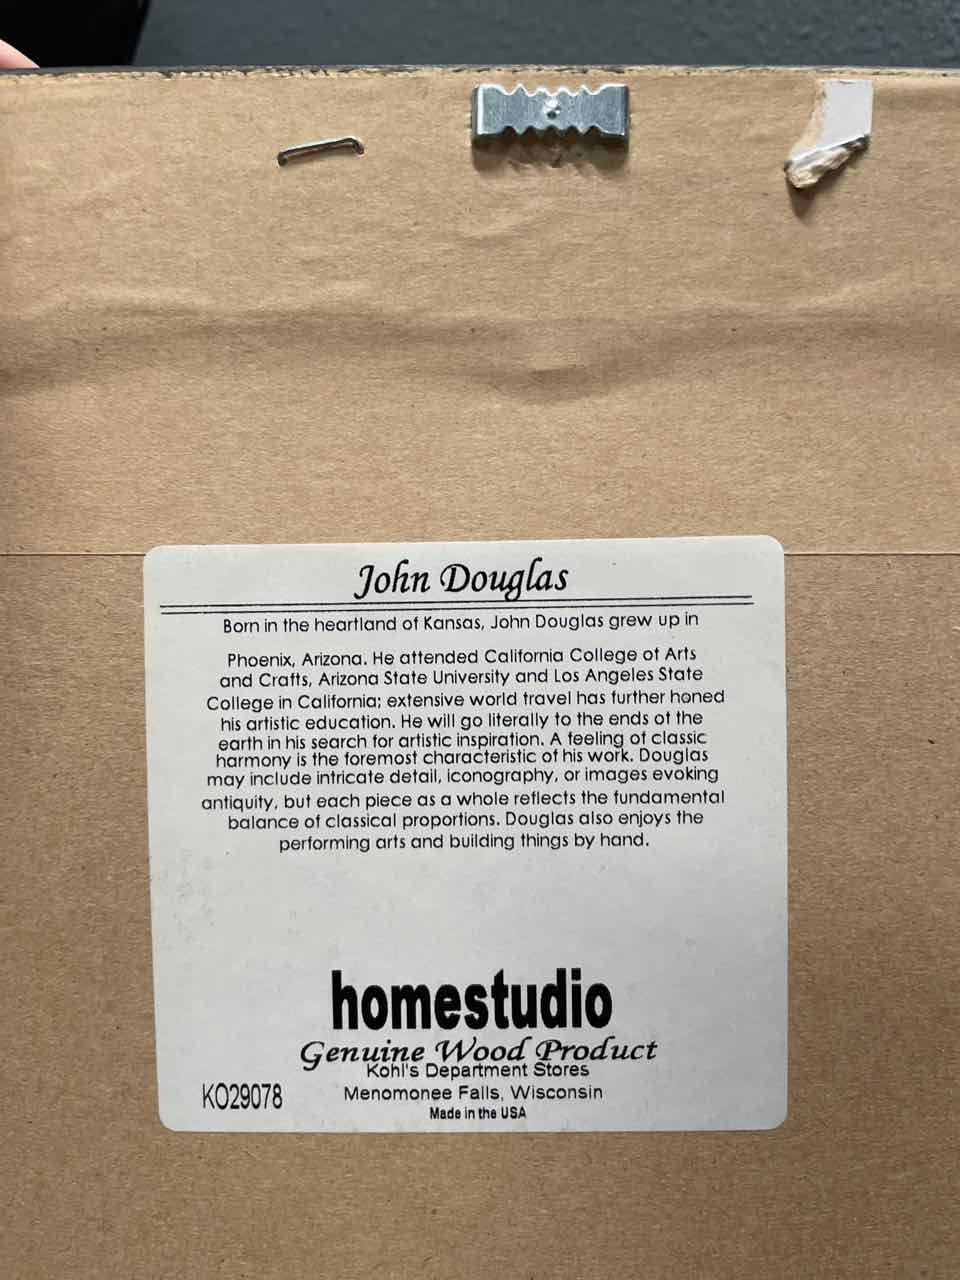 John Douglas
Born in the heartland of Kansas, John Douglas grew up in
Phoenix, Arizona. He attended California College of Arts
and Crafts, Arizona State University and Los Angeles State
College in California; extensive world travel has further honed
his artistic education. He will go literally to the ends of the
earth in his search for artistic inspiration. A feeling of classic
harmony is the foremost characteristic of his work. Douglas
may include intricate detail, iconography, or images evoking
antiquity, but each piece as a whole reflects the fundamental
balance of classical proportions. Douglas also enjoys the
performing arts and building things by hand.
homestudio
Genuine Wood Product
Kohl's Department Stores
Menomonee Falls, Wisconsin
Made in the USA
KO29078